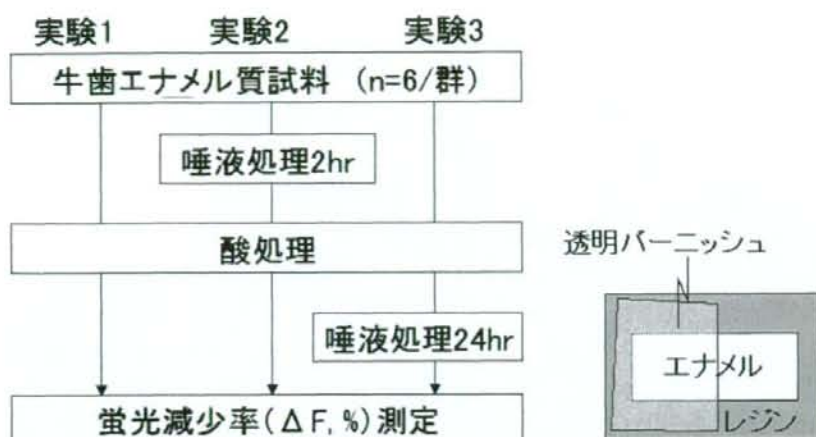 実験1 実験2 実験3
牛歯エナメル質試料 (n=6/群)
唾液処理2hr
酸処理
唾液処理24hr
蛍光減少率(ΔF, %)測定
透明バーニッシュ
エナメル
レジン